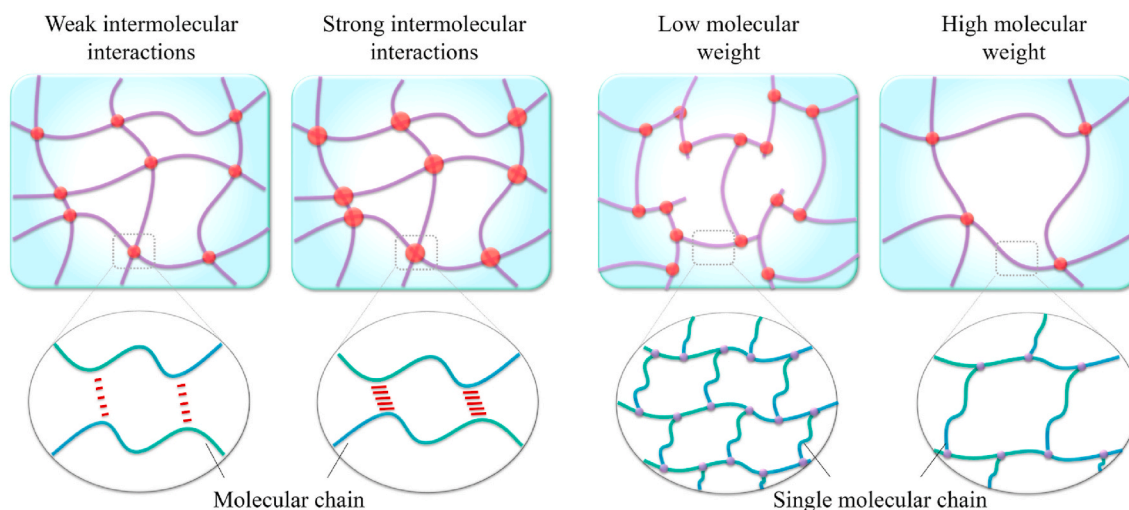 Weak intermolecular
interactions
Strong intermolecular
interactions
Low molecular
weight
High molecular
weight
Molecular chain
Single molecular chain